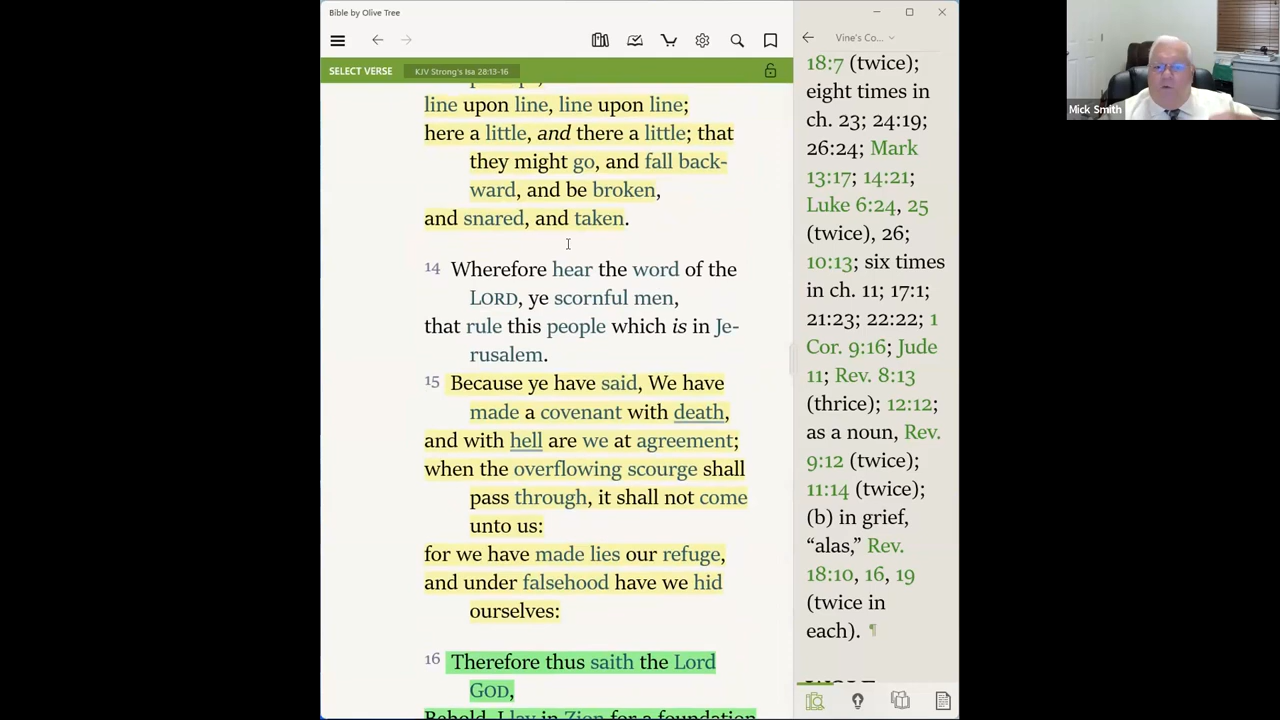 Bible by Olive Tree
Vine's Co...
SELECT VERSE
KJV Strong's Isa 28:13-16
line upon line, line upon line;
here a little, and there a little; that
they might go, and fall back-
ward, and be broken,
and snared, and taken.
14 Wherefore hear the word of the
LORD, ye scornful men,
that rule this people which is in Je-
rusalem.
15 Because ye have said, We have
made a covenant with death,
and with hell are we at agreement;
when the overflowing scourge shall
pass through, it shall not come
unto us:
for we have made lies our refuge,
and under falsehood have we hid
ourselves:
16 Therefore thus saith the Lord
GOD,
Behold, I lay in Zion for a foundation
18:7 (twice);
eight times in
ch. 23; 24:19;
26:24; Mark
13:17; 14:21;
Luke 6:24, 25
(twice), 26;
10:13; six times
in ch. 11; 17:1;
21:23; 22:22; 1
Cor. 9:16; Jude
11; Rev. 8:13
(thrice); 12:12;
as a noun, Rev.
9:12 (twice);
11:14 (twice);
(b) in grief,
“alas,” Rev.
18:10, 16, 19
(twice in
each). ¶
Mick Smith